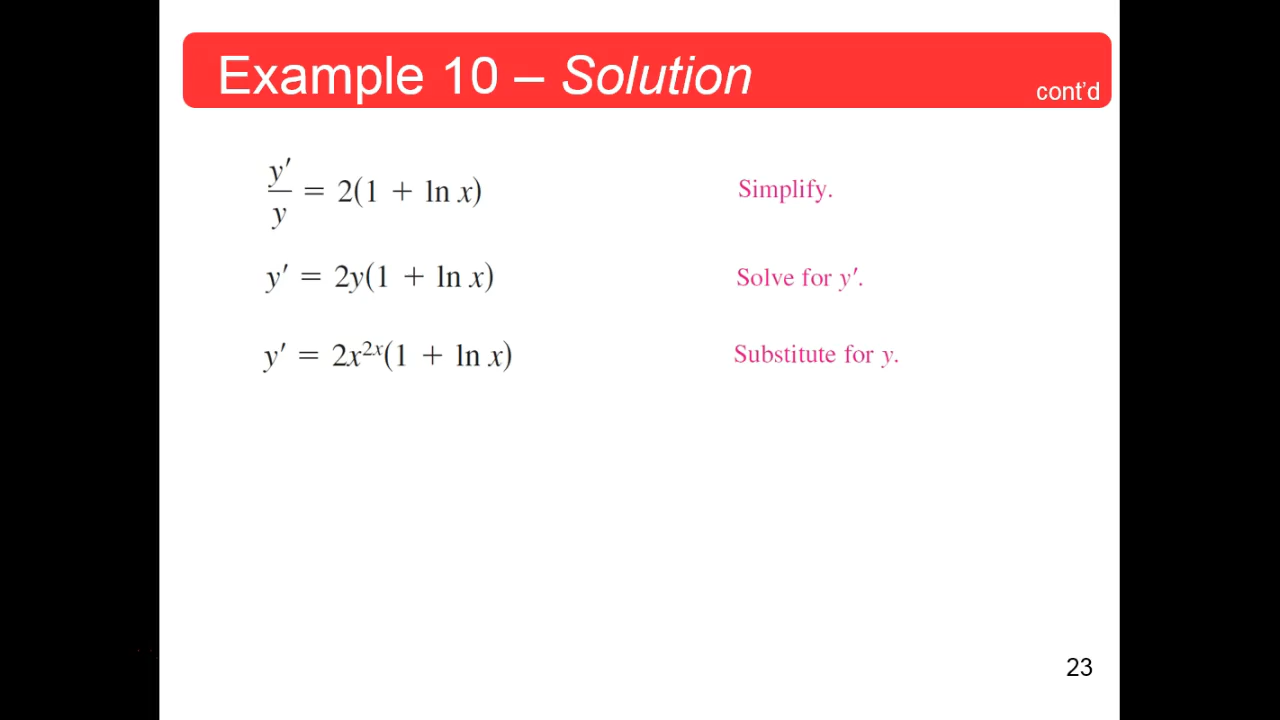 Example 10 – Solution
cont’d
y′/y = 2(1 + ln x) Simplify.
y′ = 2y(1 + ln x) Solve for y′.
y′ = 2x^{2x}(1 + ln x) Substitute for y.
23